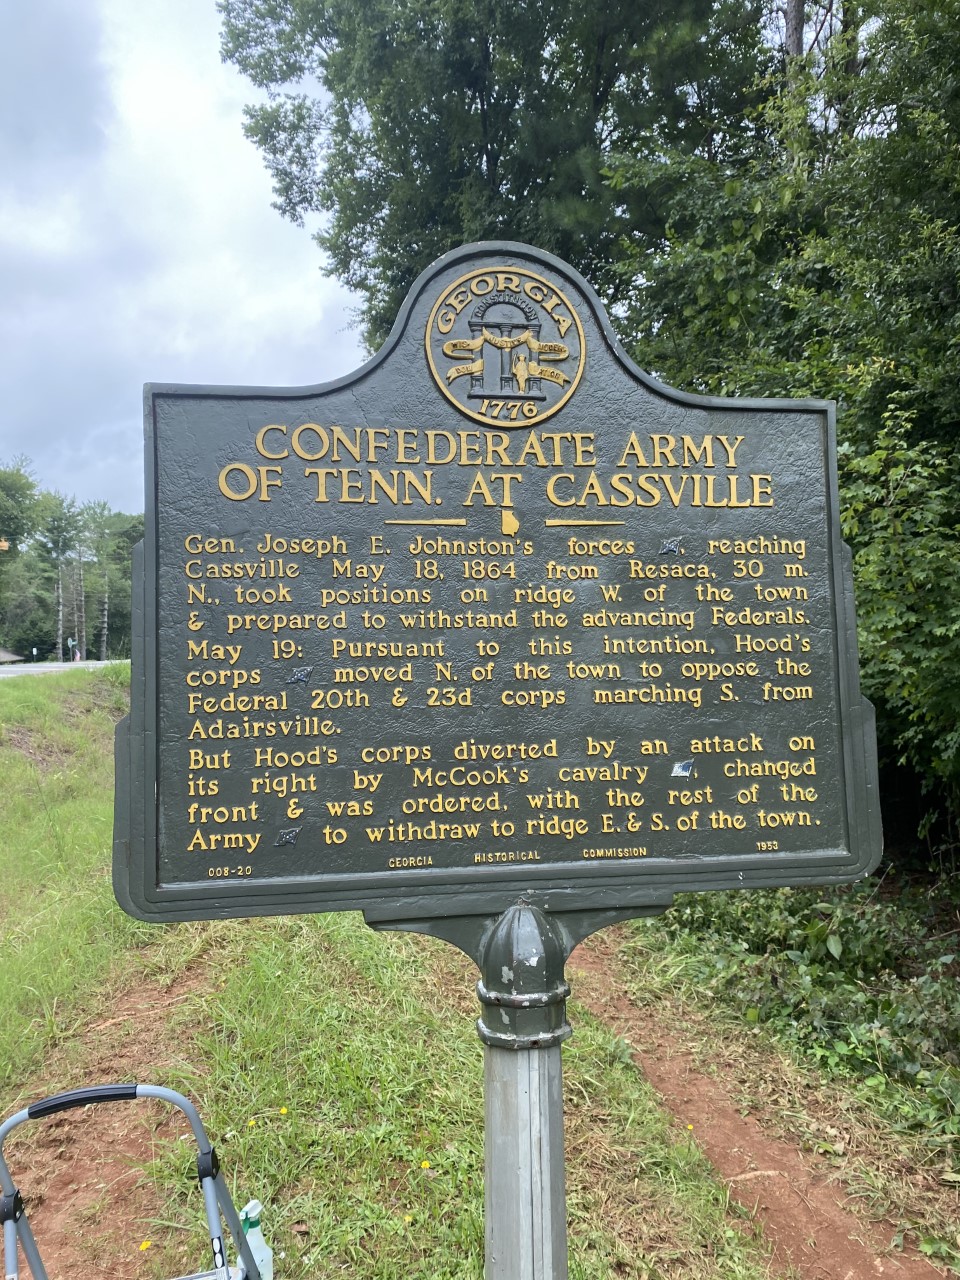 GEORGIA
CONSTITUTION
1776
CONFEDERATE ARMY
OF TENN. AT CASSVILLE
Gen. Joseph E. Johnston's forces , reaching
Cassville May 18, 1864 from Resaca, 30 m.
N., took positions on ridge W. of the town
& prepared to withstand the advancing Federals.
May 19: Pursuant to this intention, Hood's
corps moved N. of the town to oppose the
Federal 20th & 23d corps marching S. from
Adairsville.
But Hood's corps diverted by an attack on
its right by McCook's cavalry , changed
front & was ordered, with the rest of the
Army to withdraw to ridge E. & S. of the town.
008-20 GEORGIA HISTORICAL COMMISSION 1953